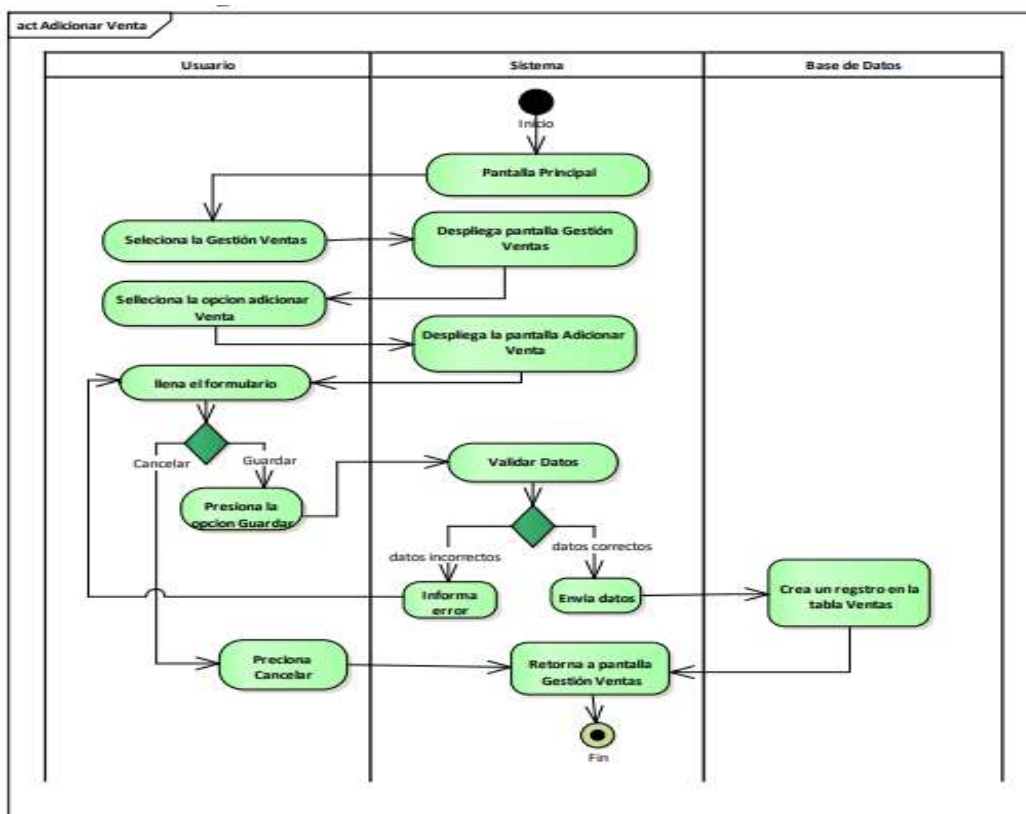 act Adicionar Venta
Usuario
Sistema
Base de Datos
Inicio
Pantalla Principal
Seleciona la Gestión Ventas
Despliega pantalla Gestión
Ventas
Selleciona la opcion adicionar
Venta
Despliega la pantalla Adicionar
Venta
llena el formulario
Cancelar
Guardar
Validar Datos
Presiona la
opcion Guardar
datos incorrectos
datos correctos
Informa
error
Envia datos
Crea un regstro en la
tabla Ventas
Preciona
Cancelar
Retorna a pantalla
Gestión Ventas
Fin